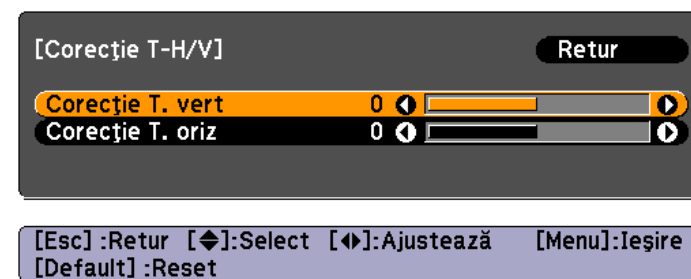 [Corecţie T-H/V] Retur
Corecţie T. vert 0
Corecţie T. oriz 0
[Esc] :Retur [◆]:Select [◆]:Ajustează [Menu]:Ieşire
[Default] :Reset